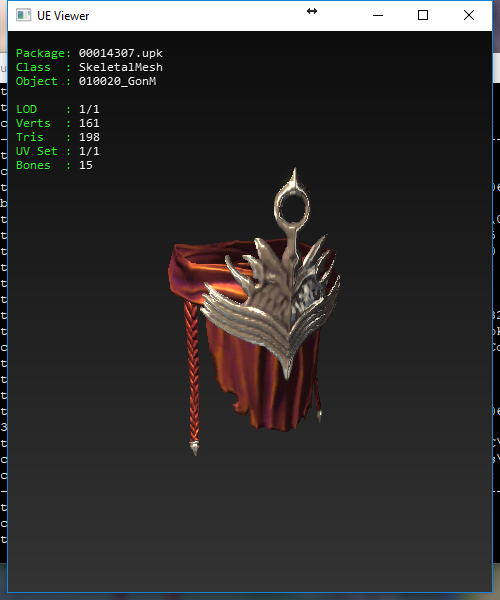 UE Viewer
Package: 00014307.upk
Class : SkeletalMesh
Object : 010020_GonM
LOD : 1/1
Verts : 161
Tris : 198
UV Set : 1/1
Bones : 15